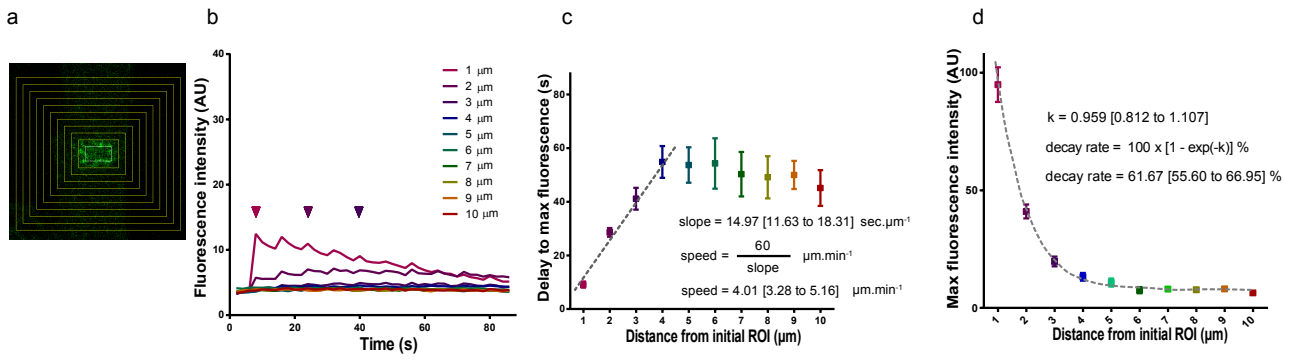 a
b
c
d
Fluorescence intensity (AU)
40
30
20
10
0
0
20
40
60
80
Time (s)
1 μm
2 μm
3 μm
4 μm
5 μm
6 μm
7 μm
8 μm
9 μm
10 μm
Delay to max fluorescence (s)
80
60
40
20
0
1
2
3
4
5
6
7
8
9
10
Distance from initial ROI (μm)
slope = 14.97 [11.63 to 18.31] sec.μm-1
speed = 60 / slope μm.min-1
speed = 4.01 [3.28 to 5.16] μm.min-1
Max fluorescence intensity (AU)
100
50
0
1
2
3
4
5
6
7
8
9
10
Distance from initial ROI (μm)
k = 0.959 [0.812 to 1.107]
decay rate = 100 x [1 - exp(-k)] %
decay rate = 61.67 [55.60 to 66.95] %